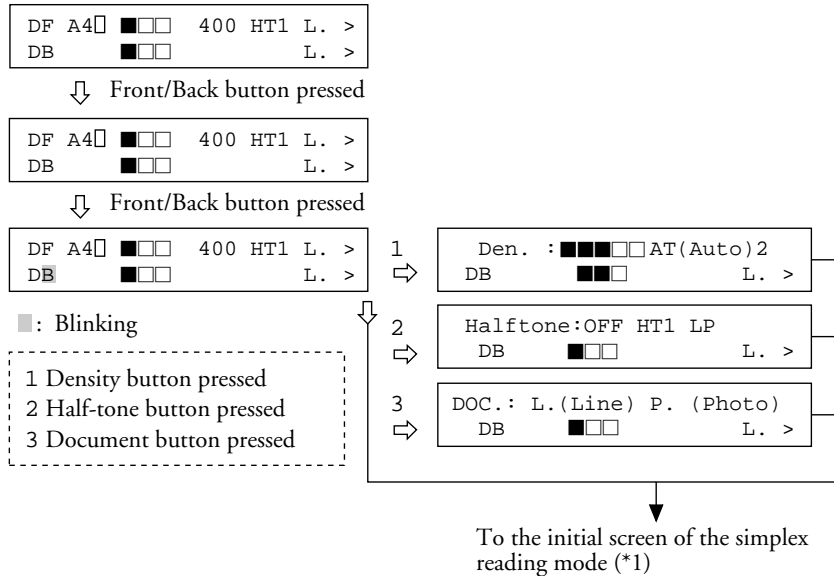 DF A4▯ ■□□ 400 HT1 L. >
DB ■□□ L. >
Front/Back button pressed
DF A4▯ ■□□ 400 HT1 L. >
DB ■□□ L. >
Front/Back button pressed
DF A4▯ ■□□ 400 HT1 L. >
DB ■□□ L. >
: Blinking
1 Density button pressed
2 Half-tone button pressed
3 Document button pressed
1
Den. :■■■□□AT(Auto)2
DB ■■□ L. >
2
Halftone:OFF HT1 LP
DB ■□□ L. >
3
DOC.: L.(Line) P. (Photo)
DB ■□□ L. >
To the initial screen of the simplex
reading mode (*1)